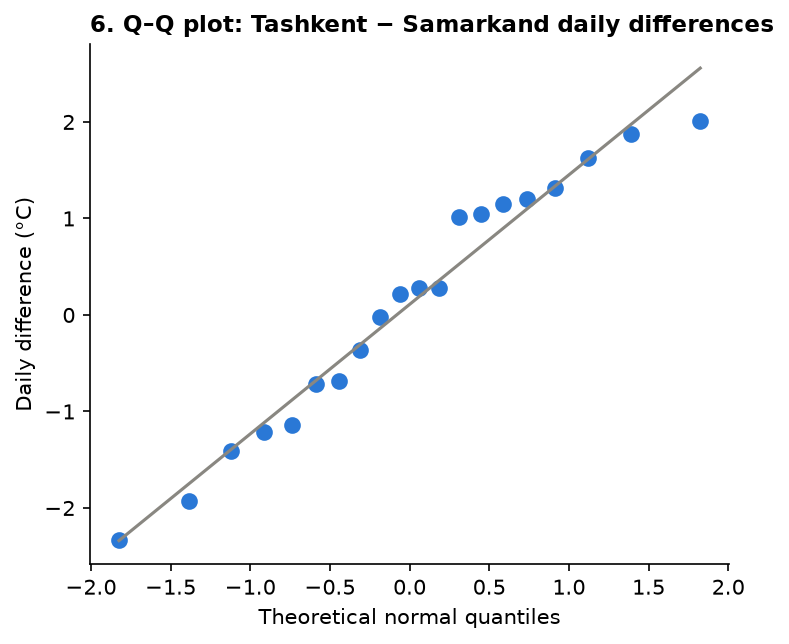 6. Q–Q plot: Tashkent − Samarkand daily differences
Daily difference (°C)
2
1
0
−1
−2
−2.0 −1.5 −1.0 −0.5 0.0 0.5 1.0 1.5 2.0
Theoretical normal quantiles